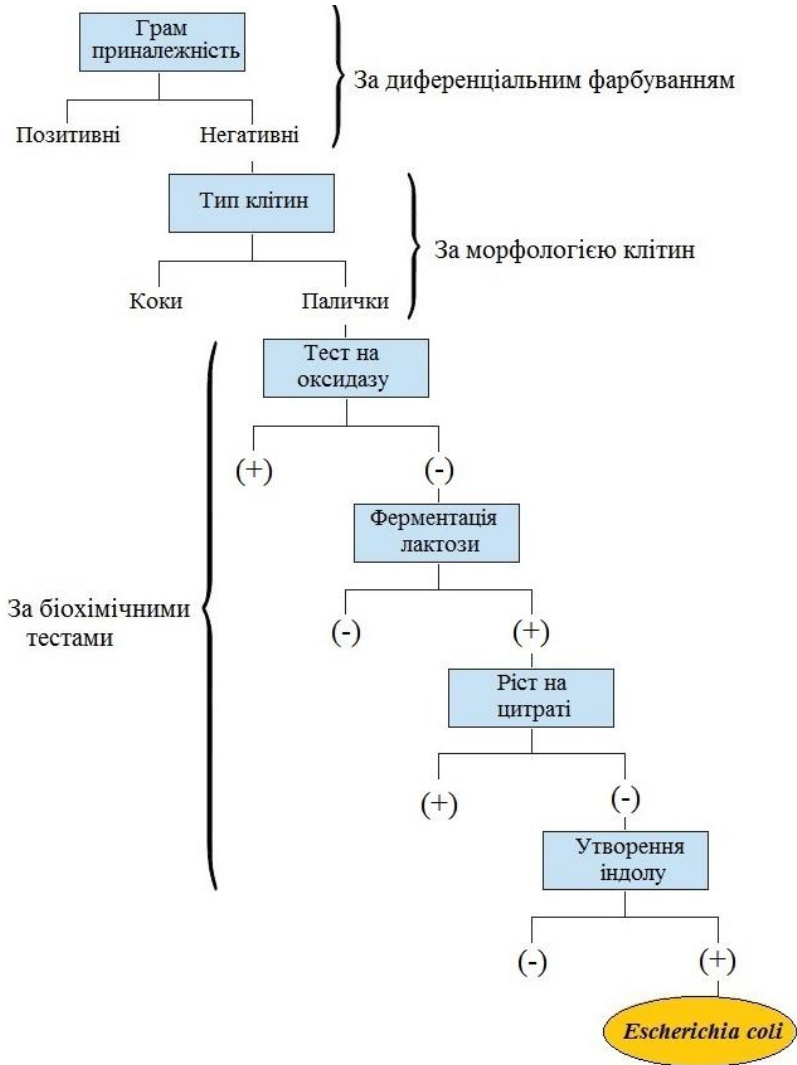 Грам
приналежність
За диференціальним фарбуванням
Позитивні
Негативні
Тип клітин
За морфологією клітин
Коки
Палички
Тест на
оксидазу
(+)
(-)
Ферментація
лактози
За біохімічними
тестами
(-)
(+)
Ріст на
цитраті
(+)
(-)
Утворення
індолу
(-)
(+)
Escherichia coli